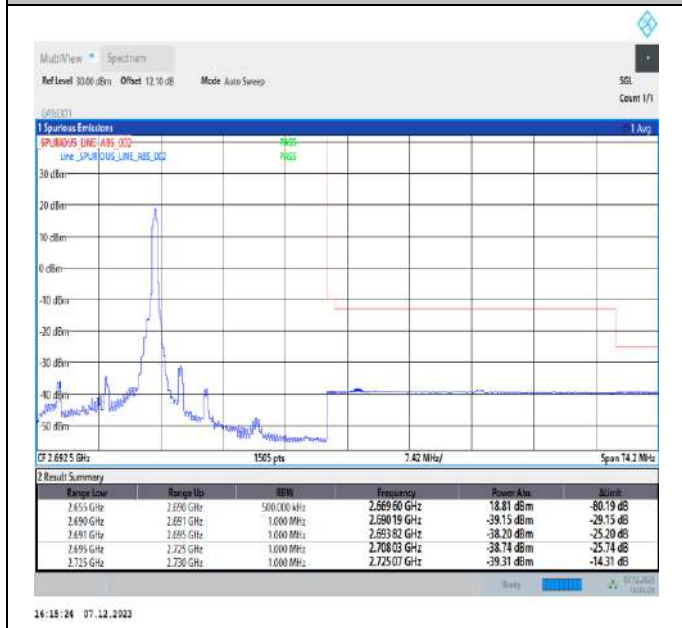 MultiView Spectrum
Ref Level 30.00 dBm Offset 12.10 dB Mode Auto Sweep SGL
Count 1/1
1 Spurious Emissions 1 Avg
SPURIOUS_LINE_ABS_002 PASS
Line _SPURIOUS_LINE_ABS_002 PASS
30 dBm
20 dBm
10 dBm
0 dBm
-10 dBm
-20 dBm
-30 dBm
-40 dBm
-50 dBm
CF 2.6925 GHz 1505 pts 7.42 MHz/ Span 74.2 MHz
2 Result Summary
Range Low Range Up RBW Frequency Power Abs ΔLimit
2.655 GHz 2.690 GHz 500.000 kHz 2.66960 GHz 18.81 dBm -80.19 dB
2.690 GHz 2.691 GHz 1.000 MHz 2.69019 GHz -39.15 dBm -29.15 dB
2.691 GHz 2.695 GHz 1.000 MHz 2.69382 GHz -38.20 dBm -25.20 dB
2.695 GHz 2.725 GHz 1.000 MHz 2.70803 GHz -38.74 dBm -25.74 dB
2.725 GHz 2.730 GHz 1.000 MHz 2.72507 GHz -39.31 dBm -14.31 dB
Ready 07.12.2023
16:15:24 07.12.2023